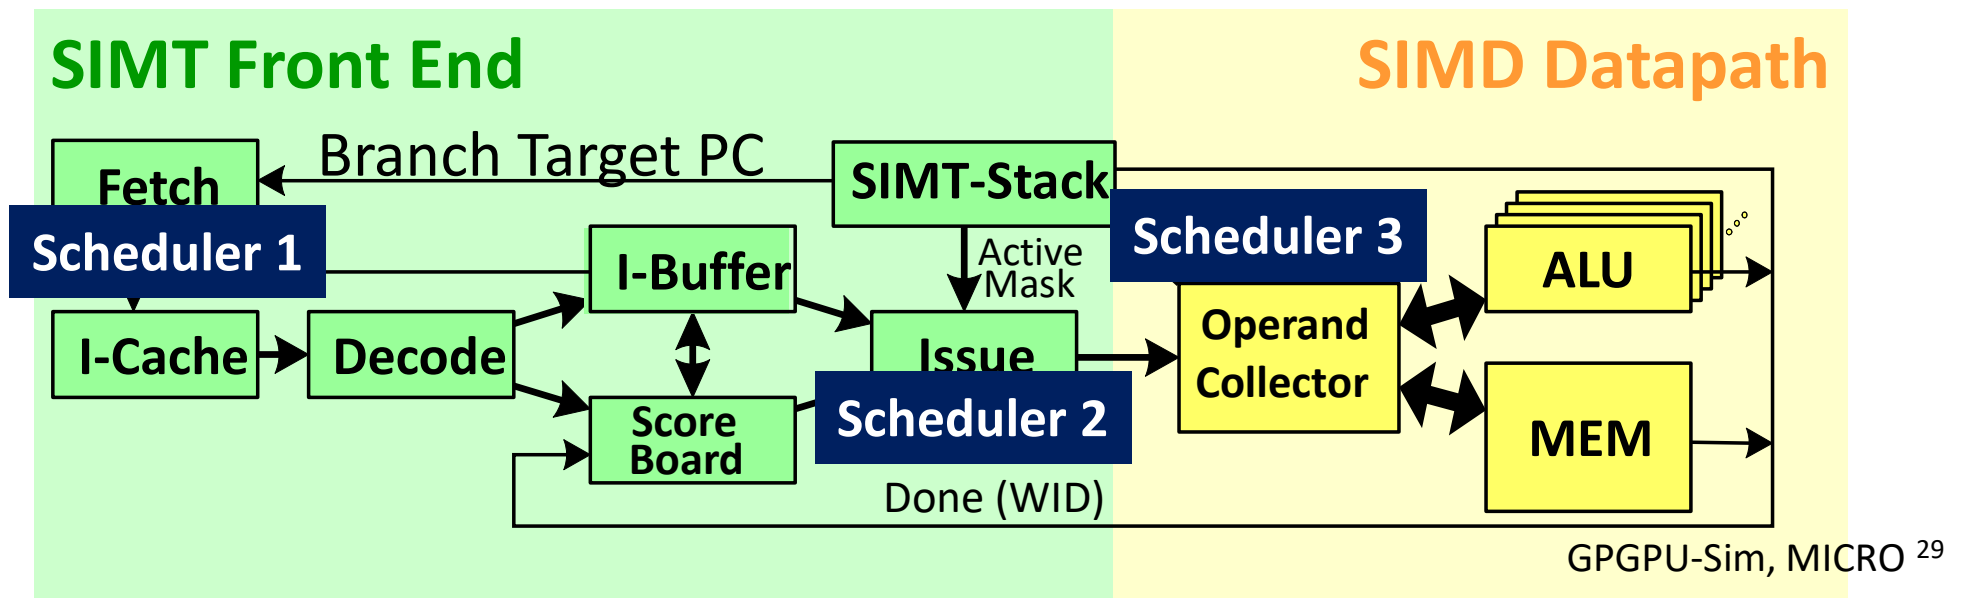 SIMT Front End
SIMD Datapath
Fetch
Branch Target PC
SIMT-Stack
Scheduler 1
I-Buffer
Active
Mask
Scheduler 3
ALU
I-Cache
Decode
Issue
Operand
Collector
Score
Board
Scheduler 2
MEM
Done (WID)
GPGPU-Sim, MICRO 29